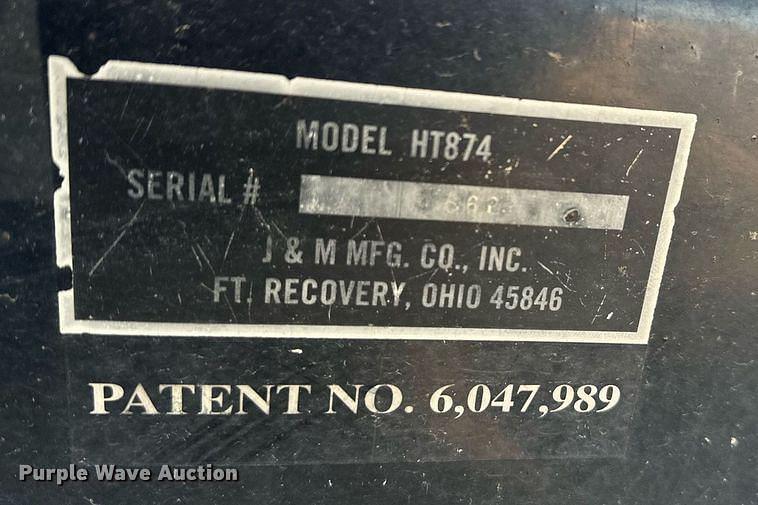 MODEL HT874
SERIAL #
J & M MFG. CO., INC.
FT. RECOVERY, OHIO 45846
PATENT NO. 6,047,989
Purple Wave Auction